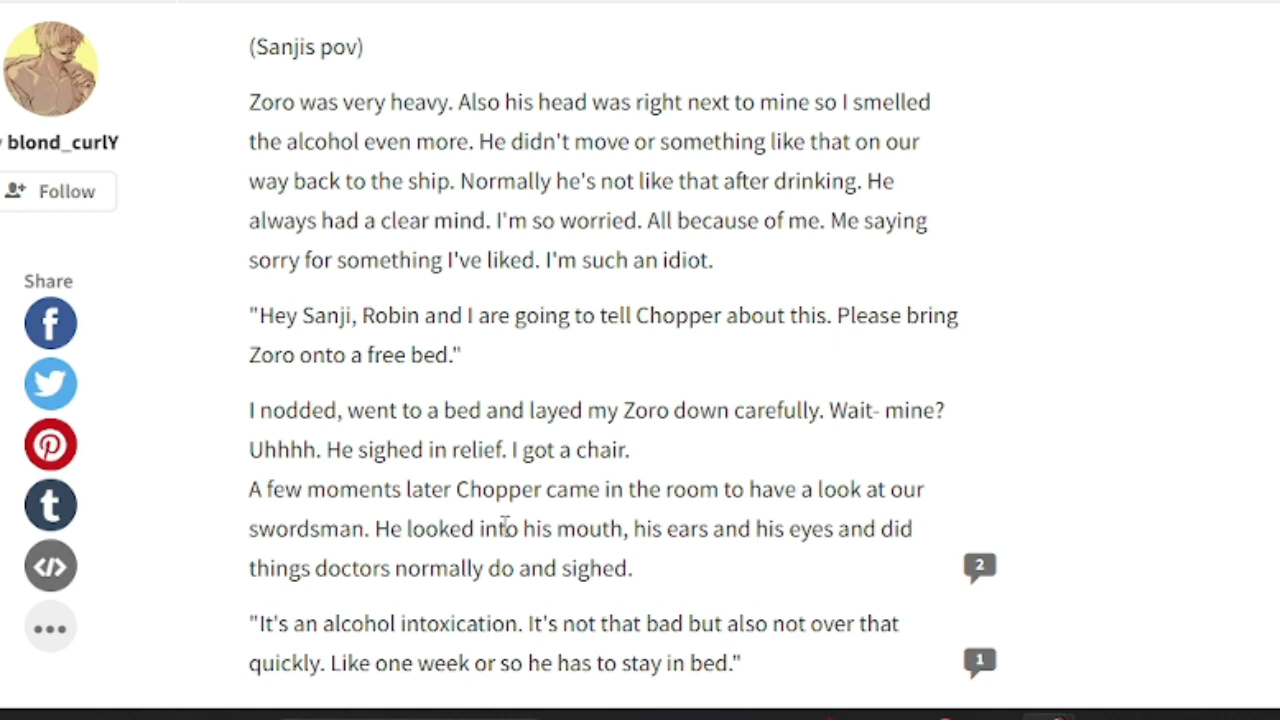 (Sanjis pov)
Zoro was very heavy. Also his head was right next to mine so I smelled
the alcohol even more. He didn't move or something like that on our
way back to the ship. Normally he's not like that after drinking. He
always had a clear mind. I'm so worried. All because of me. Me saying
sorry for something I've liked. I'm such an idiot.
"Hey Sanji, Robin and I are going to tell Chopper about this. Please bring
Zoro onto a free bed."
I nodded, went to a bed and layed my Zoro down carefully. Wait- mine?
Uhhhh. He sighed in relief. I got a chair.
A few moments later Chopper came in the room to have a look at our
swordsman. He looked into his mouth, his ears and his eyes and did
things doctors normally do and sighed.
2
"It's an alcohol intoxication. It's not that bad but also not over that
quickly. Like one week or so he has to stay in bed."
1
blond_curlY
Follow
Share